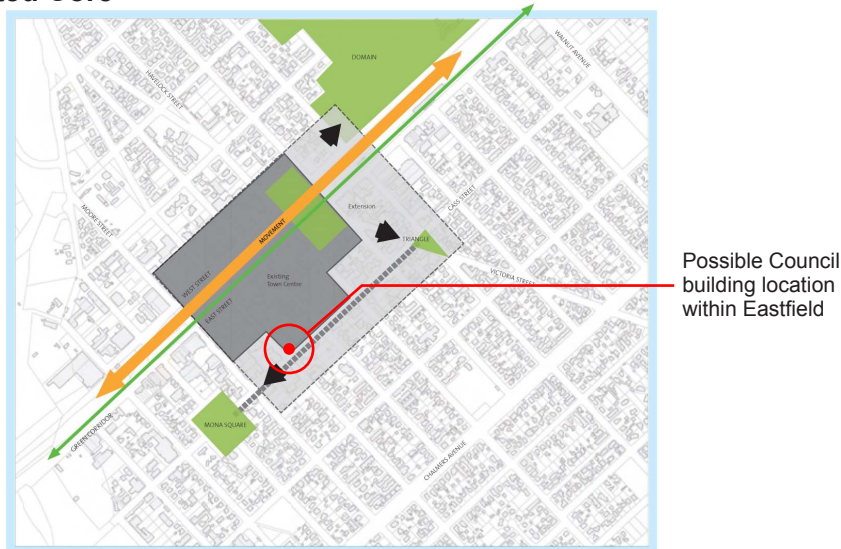 DOMAIN
WALNUT AVENUE
HAVELOCK STREET
MOORE STREET
Extension
CASS STREET
MOVEMENT
TRIANGLE
WEST STREET
Existing
Town Centre
VICTORIA STREET
EAST STREET
Possible Council
building location
within Eastfield
GREEN CORRIDOR
MONA SQUARE
CHALMERS AVENUE